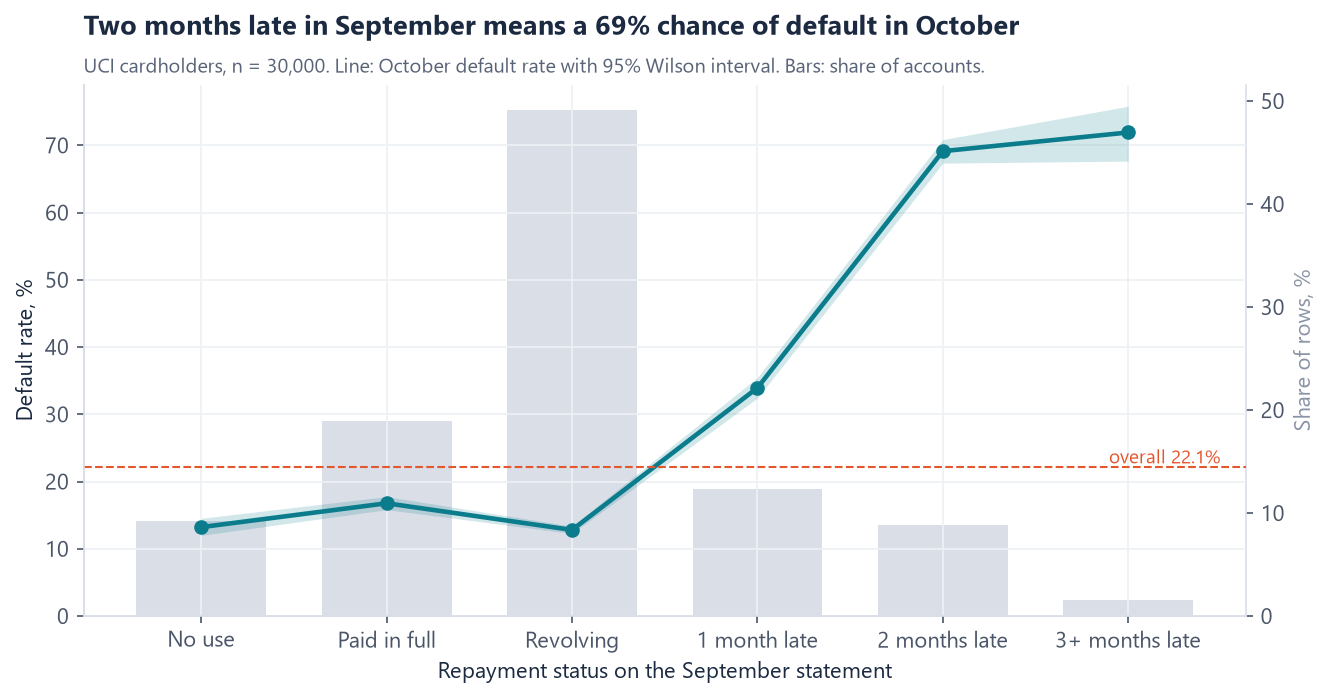 Two months late in September means a 69% chance of default in October
UCI cardholders, n = 30,000. Line: October default rate with 95% Wilson interval. Bars: share of accounts.
Default rate, %
70
60
50
40
30
20
10
0
50
40
30
20
10
0
Share of rows, %
overall 22.1%
No use
Paid in full
Revolving
1 month late
2 months late
3+ months late
Repayment status on the September statement